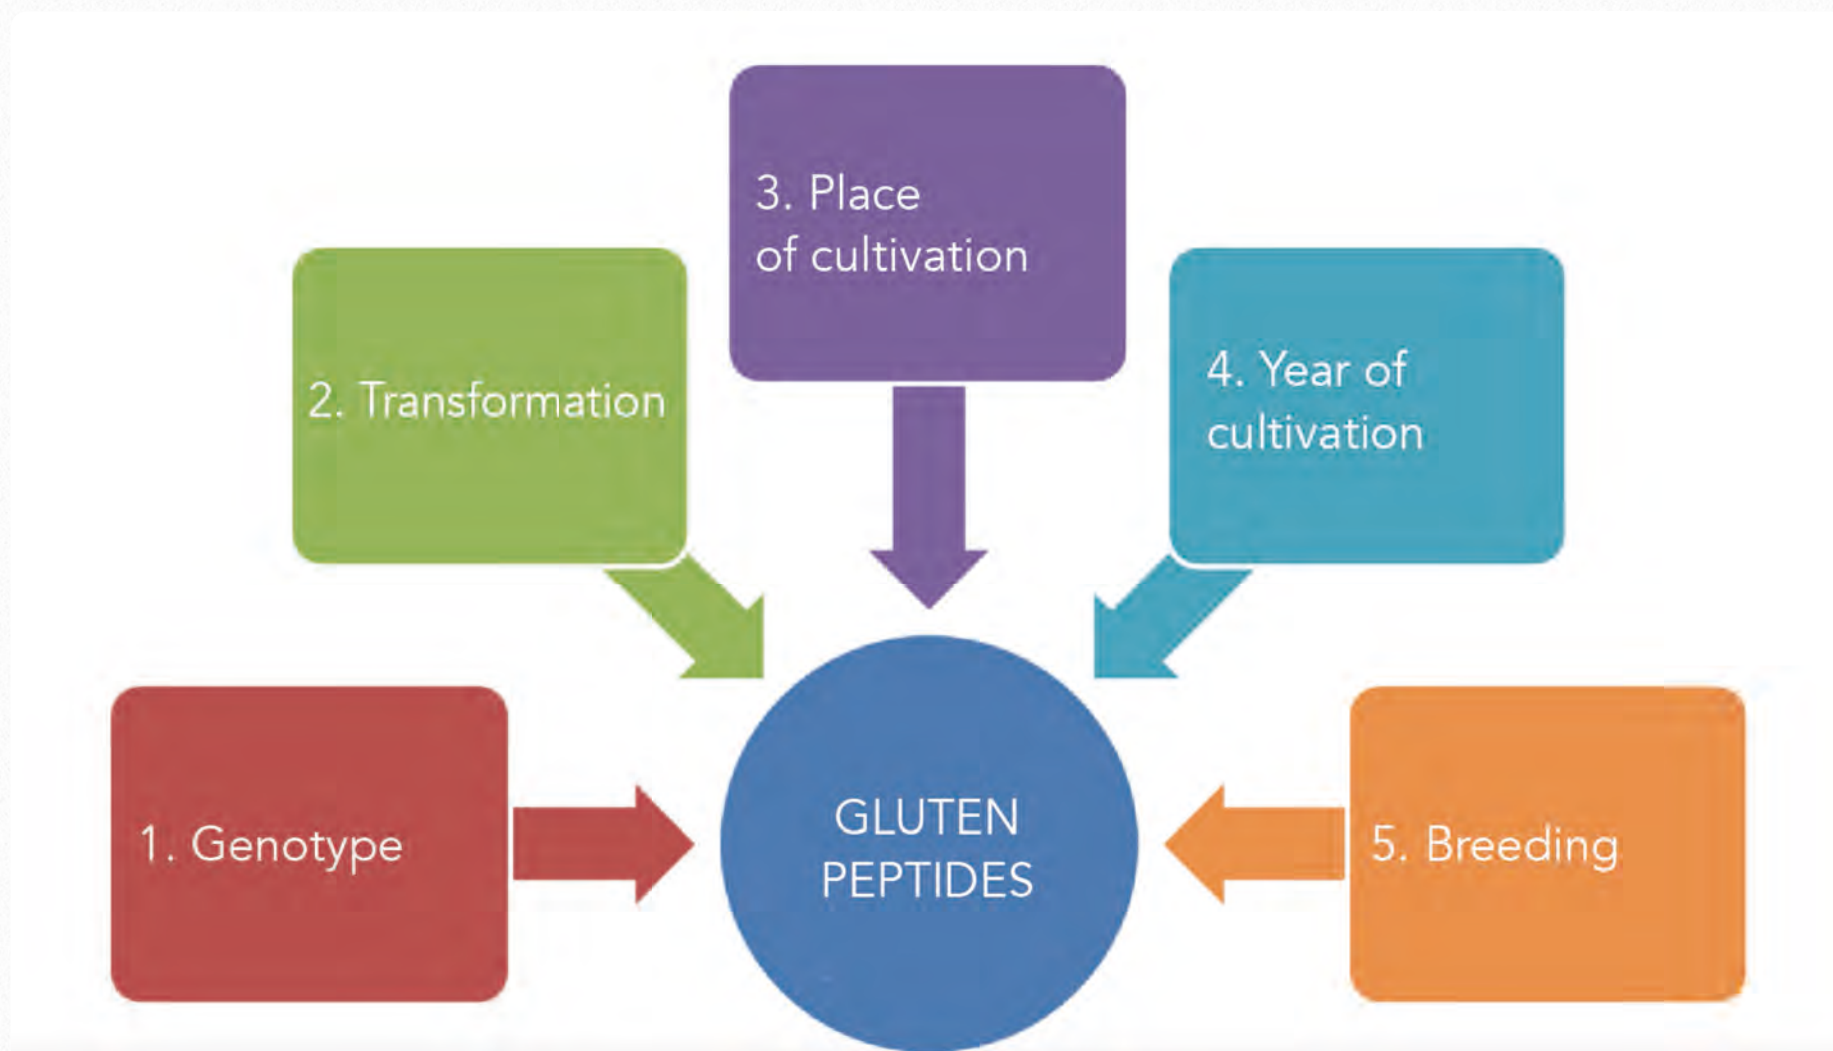 1. Genotype
2. Transformation
3. Place
of cultivation
4. Year of
cultivation
5. Breeding
GLUTEN
PEPTIDES